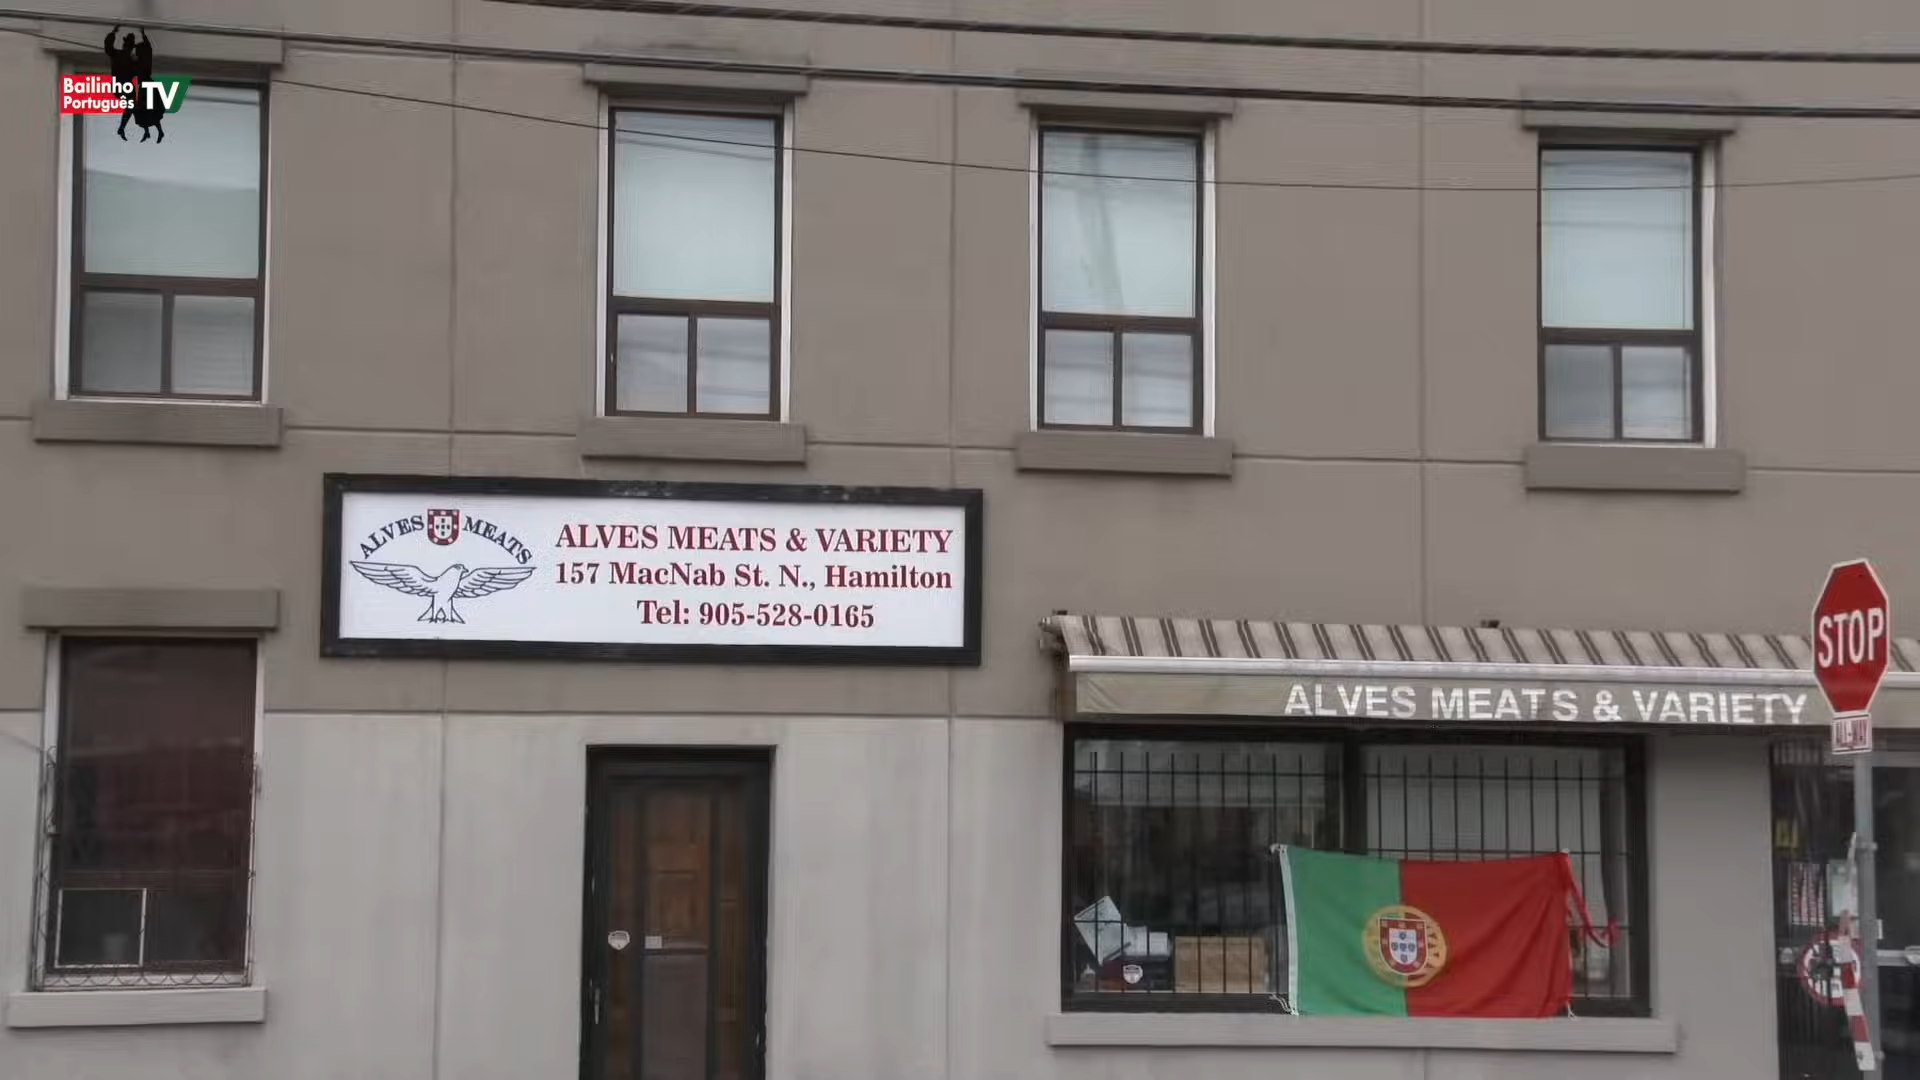 Bailinho
Português TV
ALVES MEATS
ALVES MEATS & VARIETY
157 MacNab St. N., Hamilton
Tel: 905-528-0165
ALVES MEATS & VARIETY
STOP
ALL-WAY